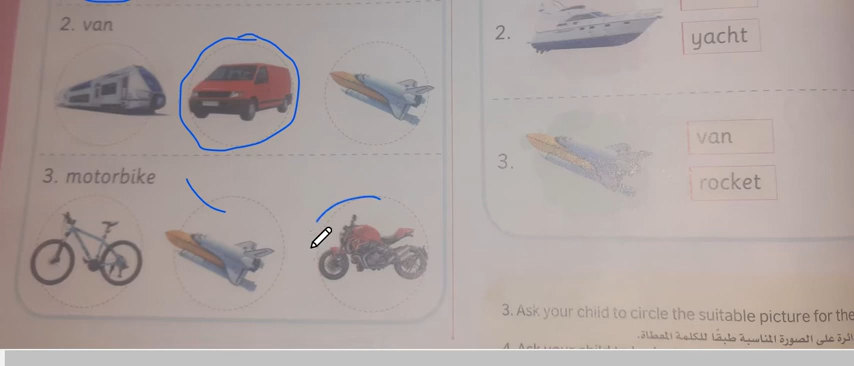 2. van
3. motorbike
2.
yacht
3.
van
rocket
3. Ask your child to circle the suitable picture for the
ائرة على الصورة المناسبة طبقًا للكلمة المعطاة.